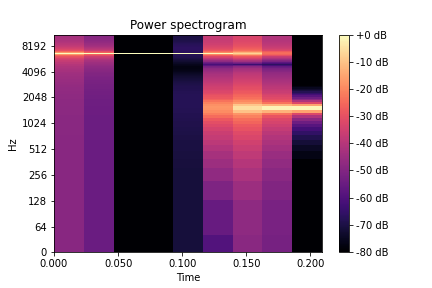 Power spectrogram
8192
4096
2048
1024
512
256
128
64
0
Hz
0.000 0.050 0.100 0.150 0.200
Time
+0 dB
-10 dB
-20 dB
-30 dB
-40 dB
-50 dB
-60 dB
-70 dB
-80 dB